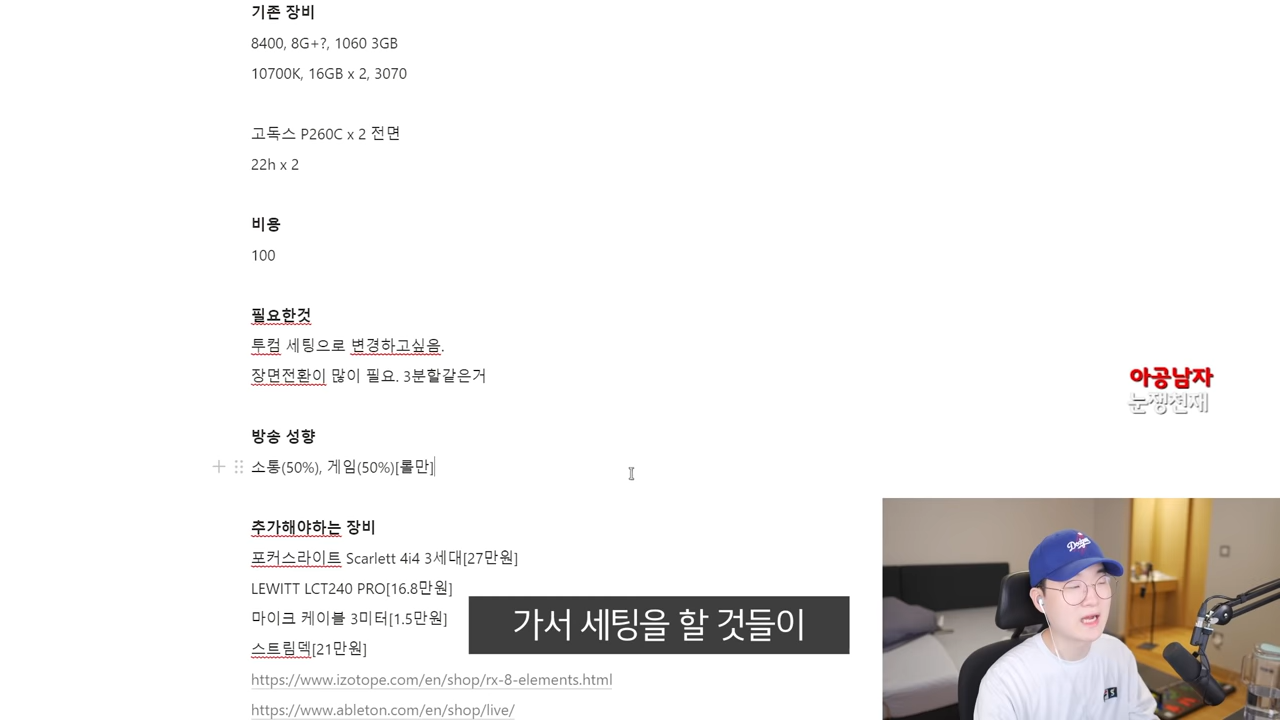 기존 장비
8400, 8G+?, 1060 3GB
10700K, 16GB x 2, 3070
고독스 P260C x 2 전면
22h x 2
비용
100
필요한것
투컴 세팅으로 변경하고싶음.
장면전환이 많이 필요. 3분할같은거
방송 성향
소통(50%), 게임(50%)[롤만]
추가해야하는 장비
포커스라이트 Scarlett 4i4 3세대[27만원]
LEWITT LCT240 PRO[16.8만원]
마이크 케이블 3미터[1.5만원]
스트림덱[21만원]
https://www.izotope.com/en/shop/rx-8-elements.html
https://www.ableton.com/en/shop/live/
아공남자
눈쟁천재
가서 세팅을 할 것들이
Dodgers